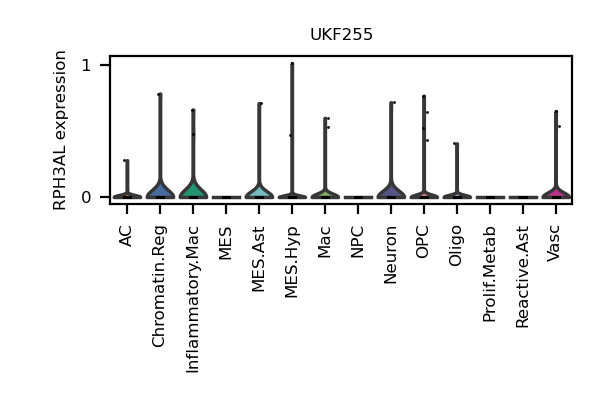 UKF255
RPH3AL expression
1
0
AC
Chromatin.Reg
Inflammatory.Mac
MES
MES.Ast
MES.Hyp
Mac
NPC
Neuron
OPC
Oligo
Prolif.Metab
Reactive.Ast
Vasc